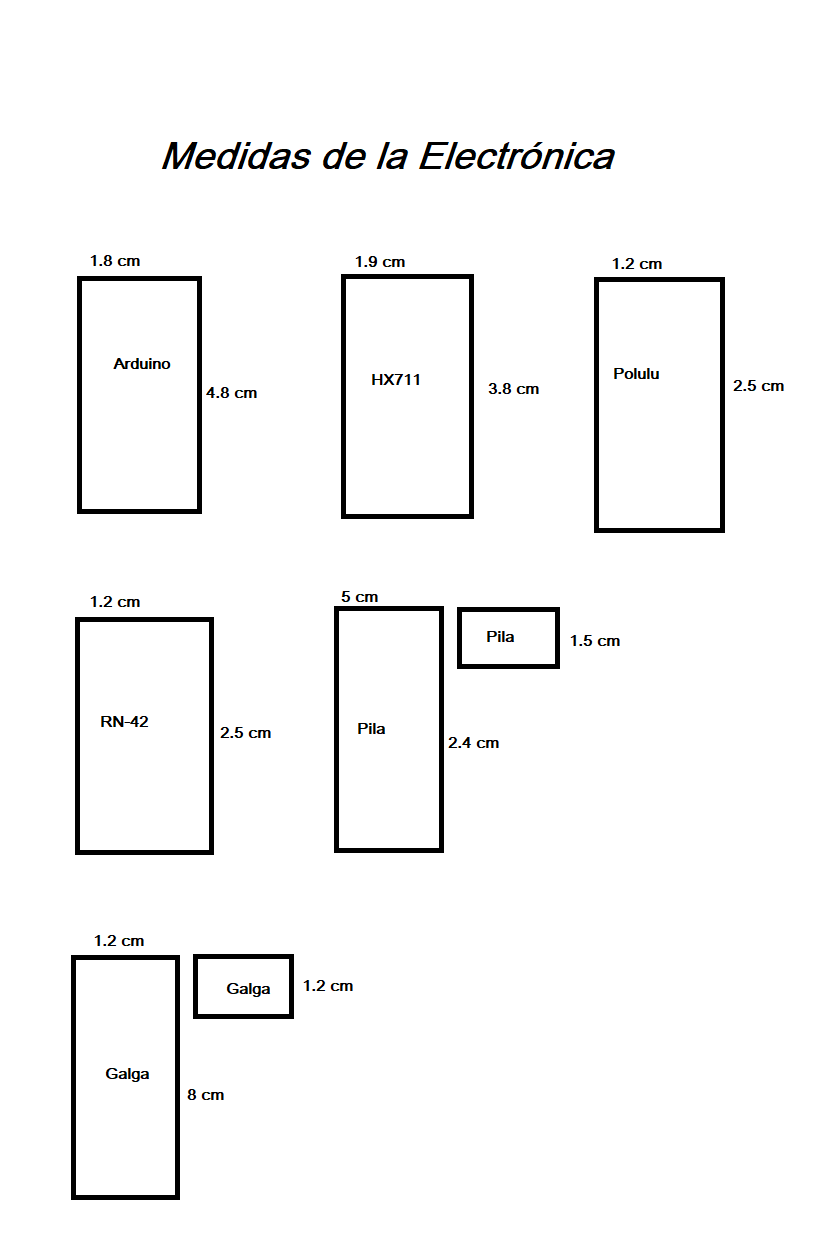 Medidas de la Electrónica
1.8 cm
Arduino
4.8 cm
1.9 cm
HX711
3.8 cm
1.2 cm
Polulu
2.5 cm
1.2 cm
RN-42
2.5 cm
5 cm
Pila
2.4 cm
Pila
1.5 cm
1.2 cm
Galga
8 cm
Galga
1.2 cm